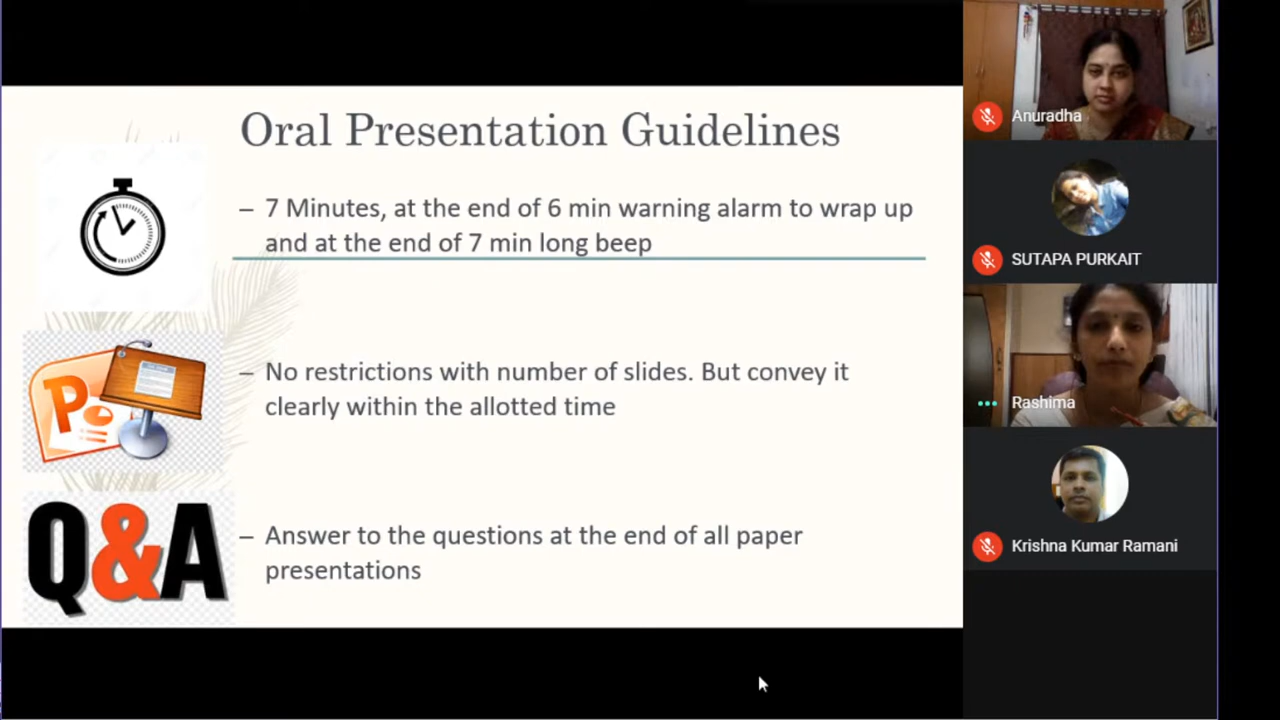 Oral Presentation Guidelines
– 7 Minutes, at the end of 6 min warning alarm to wrap up
and at the end of 7 min long beep
– No restrictions with number of slides. But convey it
clearly within the allotted time
P
Q&A
– Answer to the questions at the end of all paper
presentations
Anuradha
SUTAPA PURKAIT
Rashima
Krishna Kumar Ramani